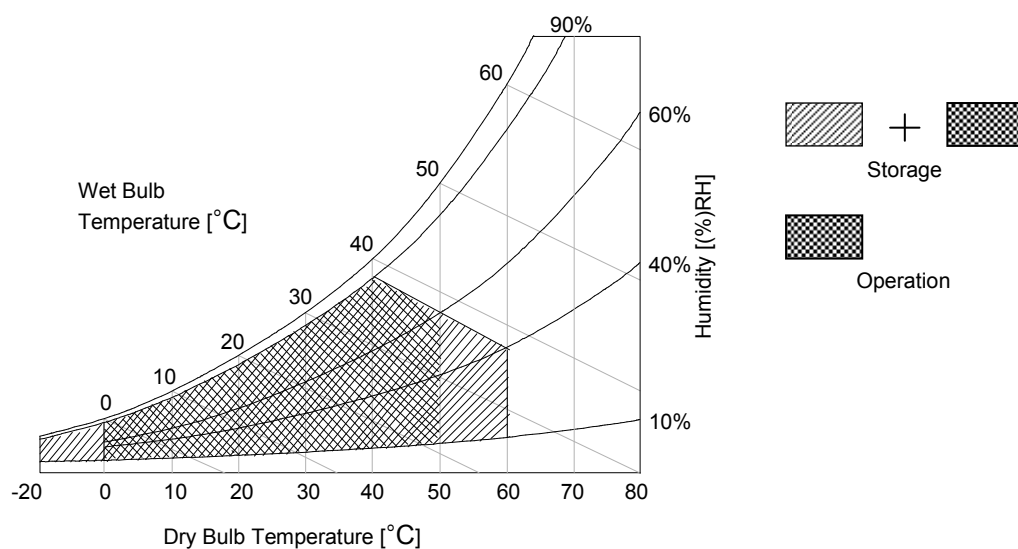 90%
60
60%
50
Wet Bulb
Temperature [°C]
Storage
40
40%
Humidity [(%)RH]
Operation
30
20
10
0
10%
-20 0 10 20 30 40 50 60 70 80
Dry Bulb Temperature [°C]